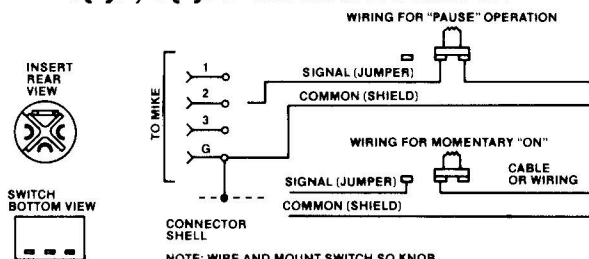 WIRING FOR "PAUSE" OPERATION
INSERT
REAR
VIEW
TO MIKE
1
2
3
G
SIGNAL (JUMPER)
COMMON (SHIELD)
WIRING FOR MOMENTARY "ON"
CABLE
OR WIRING
SIGNAL (JUMPER)
COMMON (SHIELD)
SWITCH
BOTTOM VIEW
CONNECTOR
SHELL
NOTE: WIRE AND MOUNT SWITCH SO KNOB